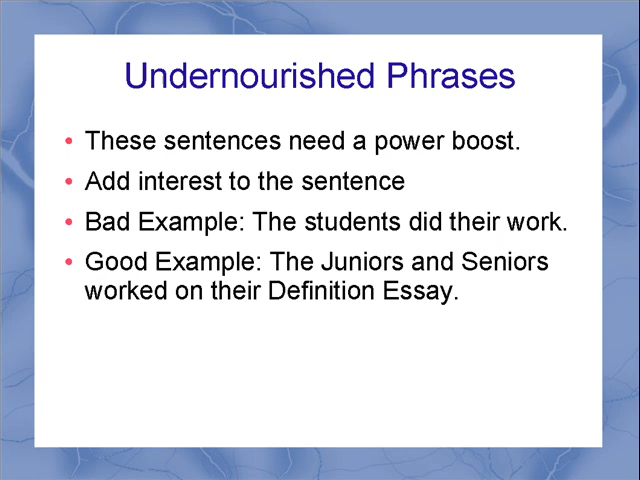 Undernourished Phrases
• These sentences need a power boost.
• Add interest to the sentence
• Bad Example: The students did their work.
• Good Example: The Juniors and Seniors
worked on their Definition Essay.